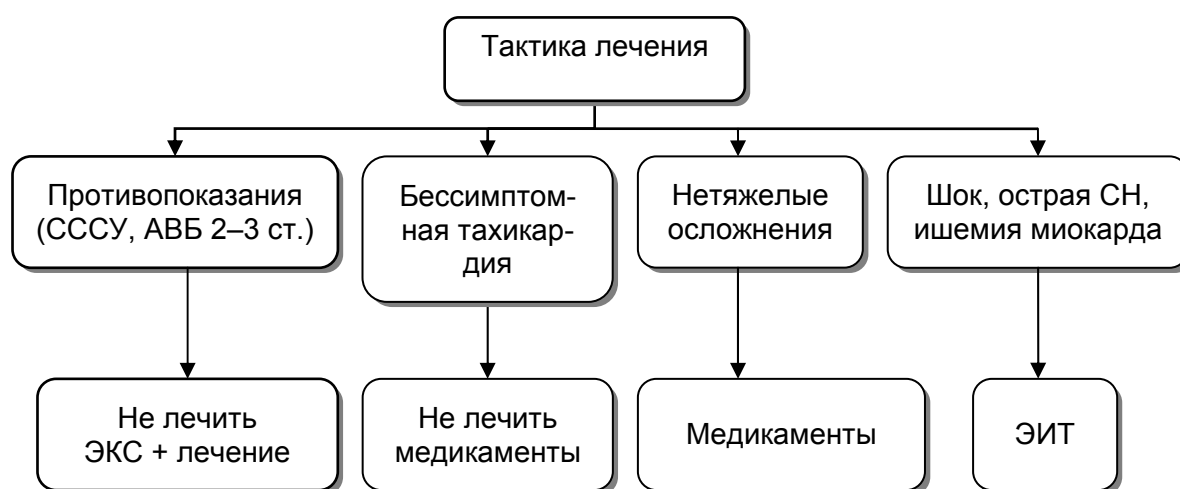 Тактика лечения
Противопоказания
(СССУ, АВБ 2–3 ст.)
Бессимптом-
ная тахикар-
дия
Нетяжелые
осложнения
Шок, острая СН,
ишемия миокарда
Не лечить
ЭКС + лечение
Не лечить
медикаменты
Медикаменты
ЭИТ